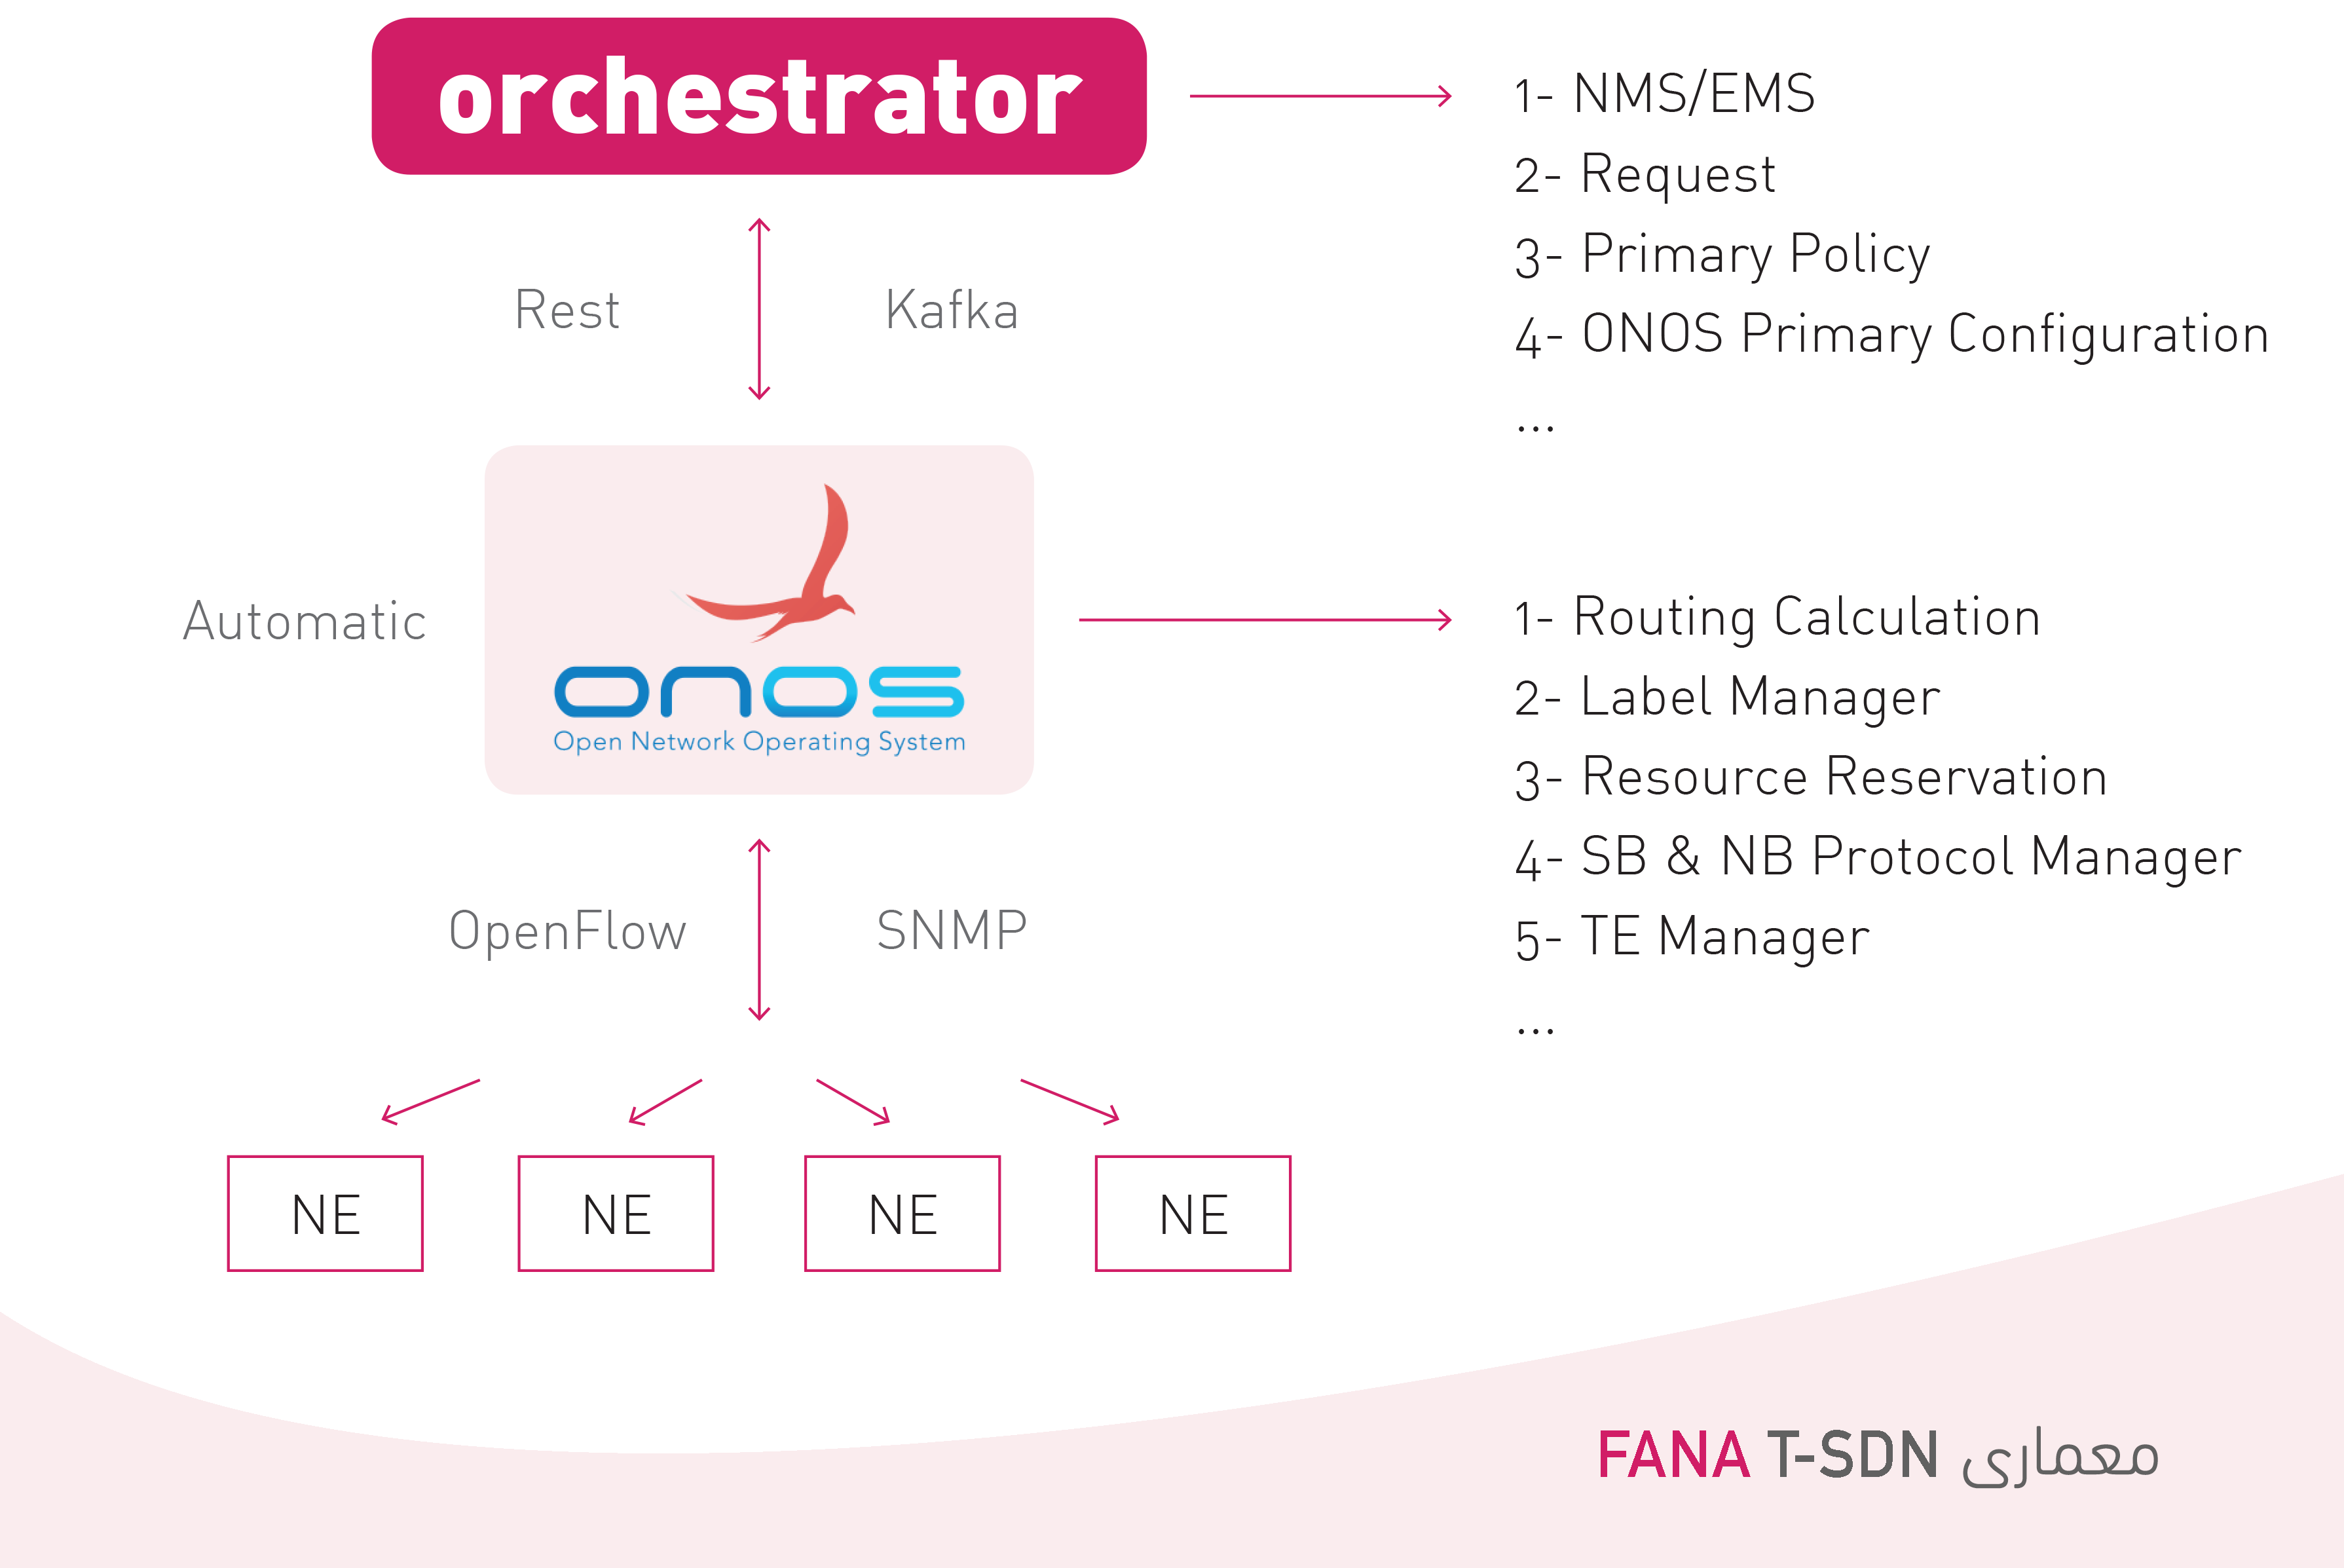 orchestrator
1- NMS/EMS
2- Request
3- Primary Policy
4- ONOS Primary Configuration
...
Rest
Kafka
Automatic
onos
Open Network Operating System
1- Routing Calculation
2- Label Manager
3- Resource Reservation
4- SB & NB Protocol Manager
5- TE Manager
...
OpenFlow
SNMP
NE
NE
NE
NE
معماری FANA T-SDN